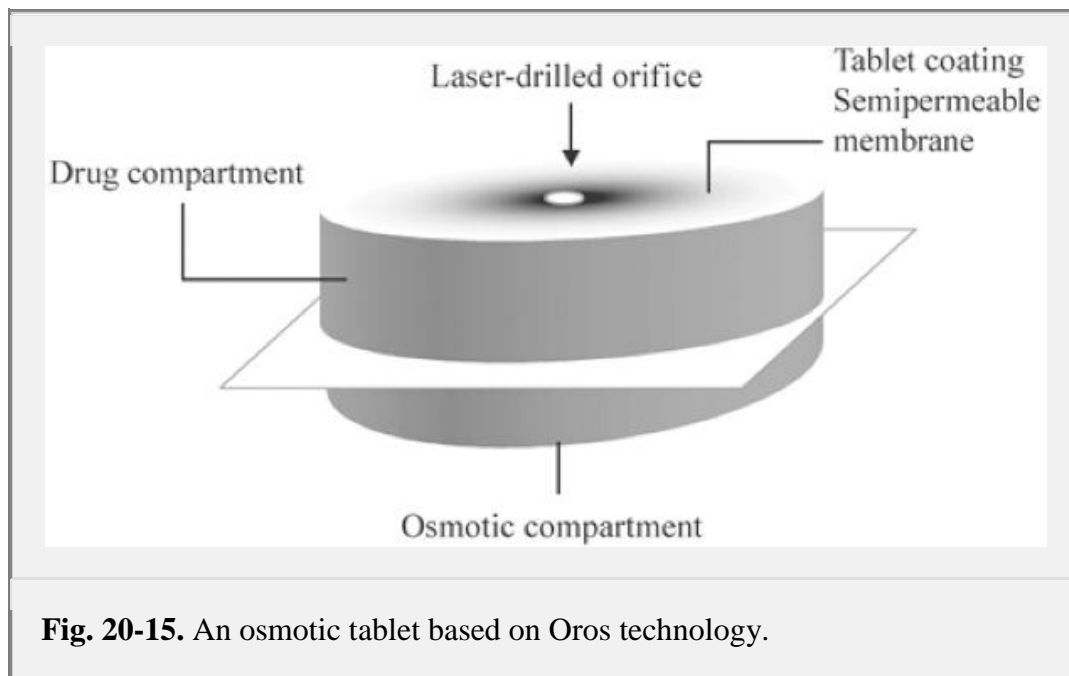 Laser-drilled orifice
Tablet coating
Semipermeable
membrane
Drug compartment
Osmotic compartment
Fig. 20-15. An osmotic tablet based on Oros technology.